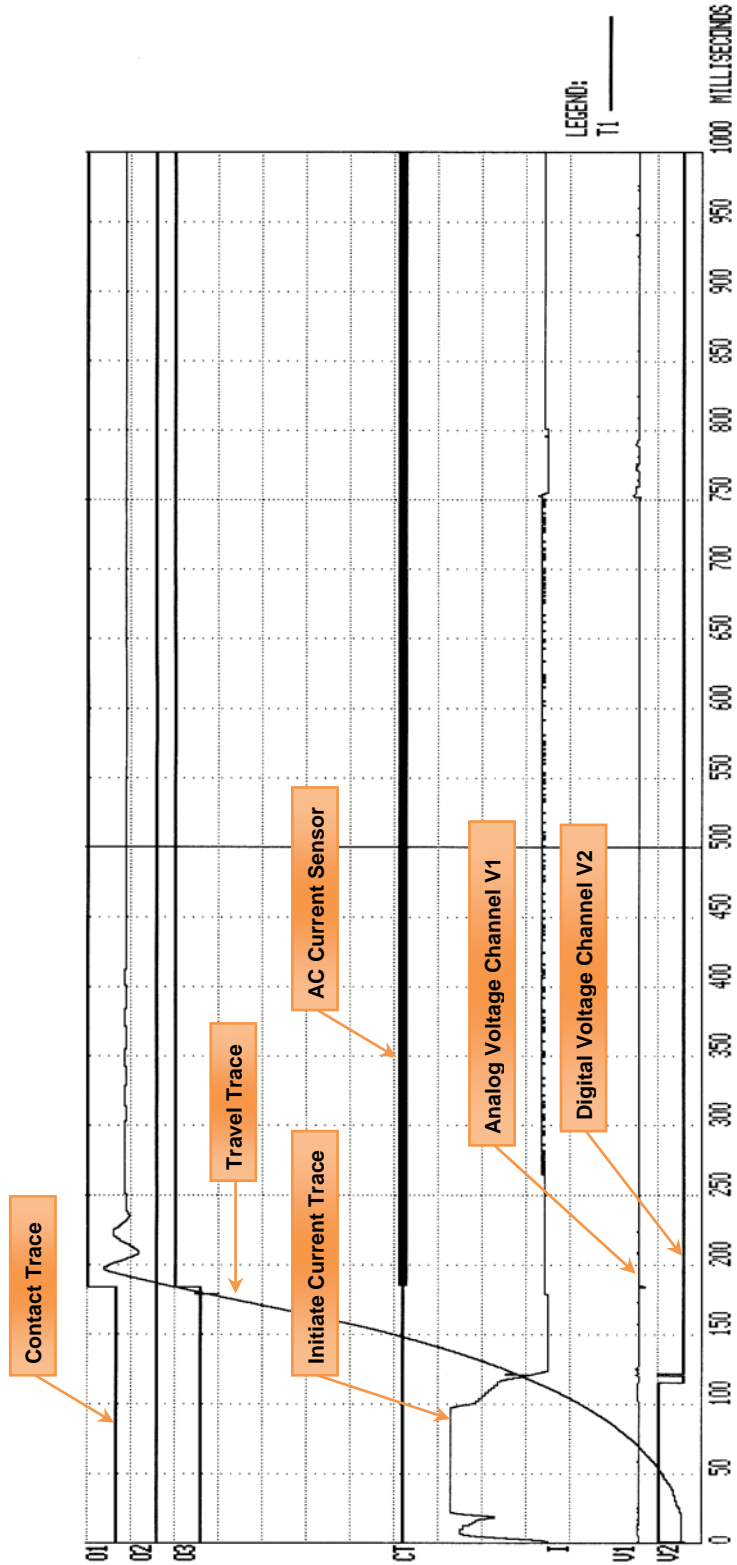 Contact Trace
Travel Trace
Initiate Current Trace
AC Current Sensor
Analog Voltage Channel V1
Digital Voltage Channel V2
O1
O2
O3
CT
I
V1
V2
0 50 100 150 200 250 300 350 400 450 500 550 600 650 700 750 800 850 900 950 1000 MILLISECONDS
LEGEND:
T1